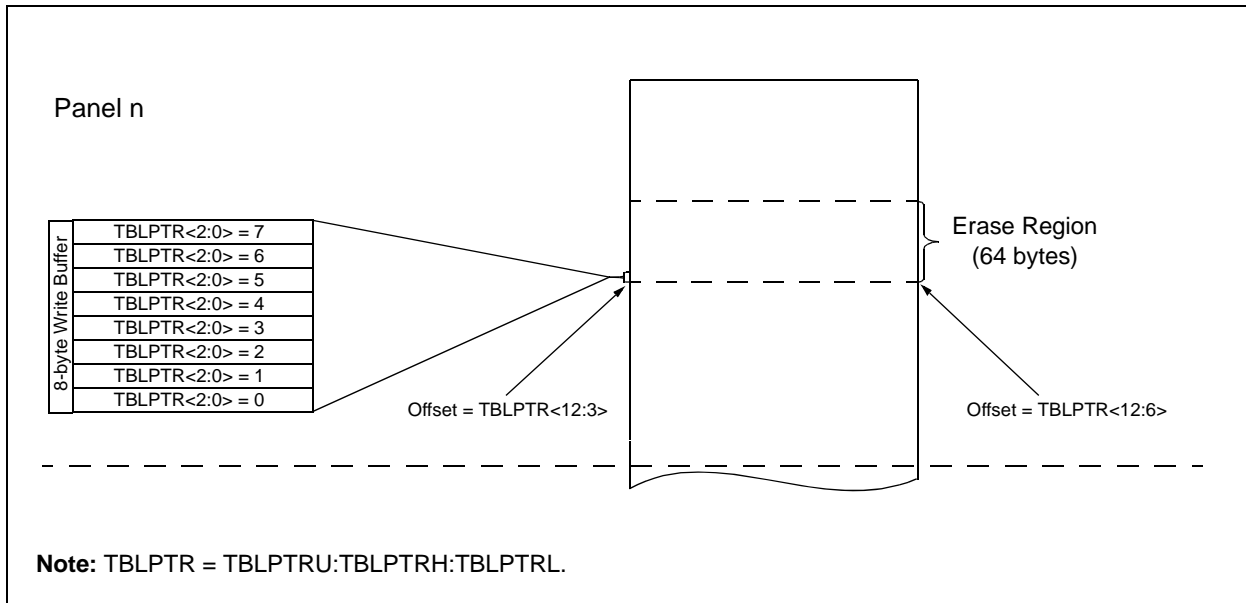 Panel n
8-byte Write Buffer
TBLPTR<2:0> = 7
TBLPTR<2:0> = 6
TBLPTR<2:0> = 5
TBLPTR<2:0> = 4
TBLPTR<2:0> = 3
TBLPTR<2:0> = 2
TBLPTR<2:0> = 1
TBLPTR<2:0> = 0
Erase Region
(64 bytes)
Offset = TBLPTR<12:3>
Offset = TBLPTR<12:6>
Note: TBLPTR = TBLPTRU:TBLPTRH:TBLPTRL.